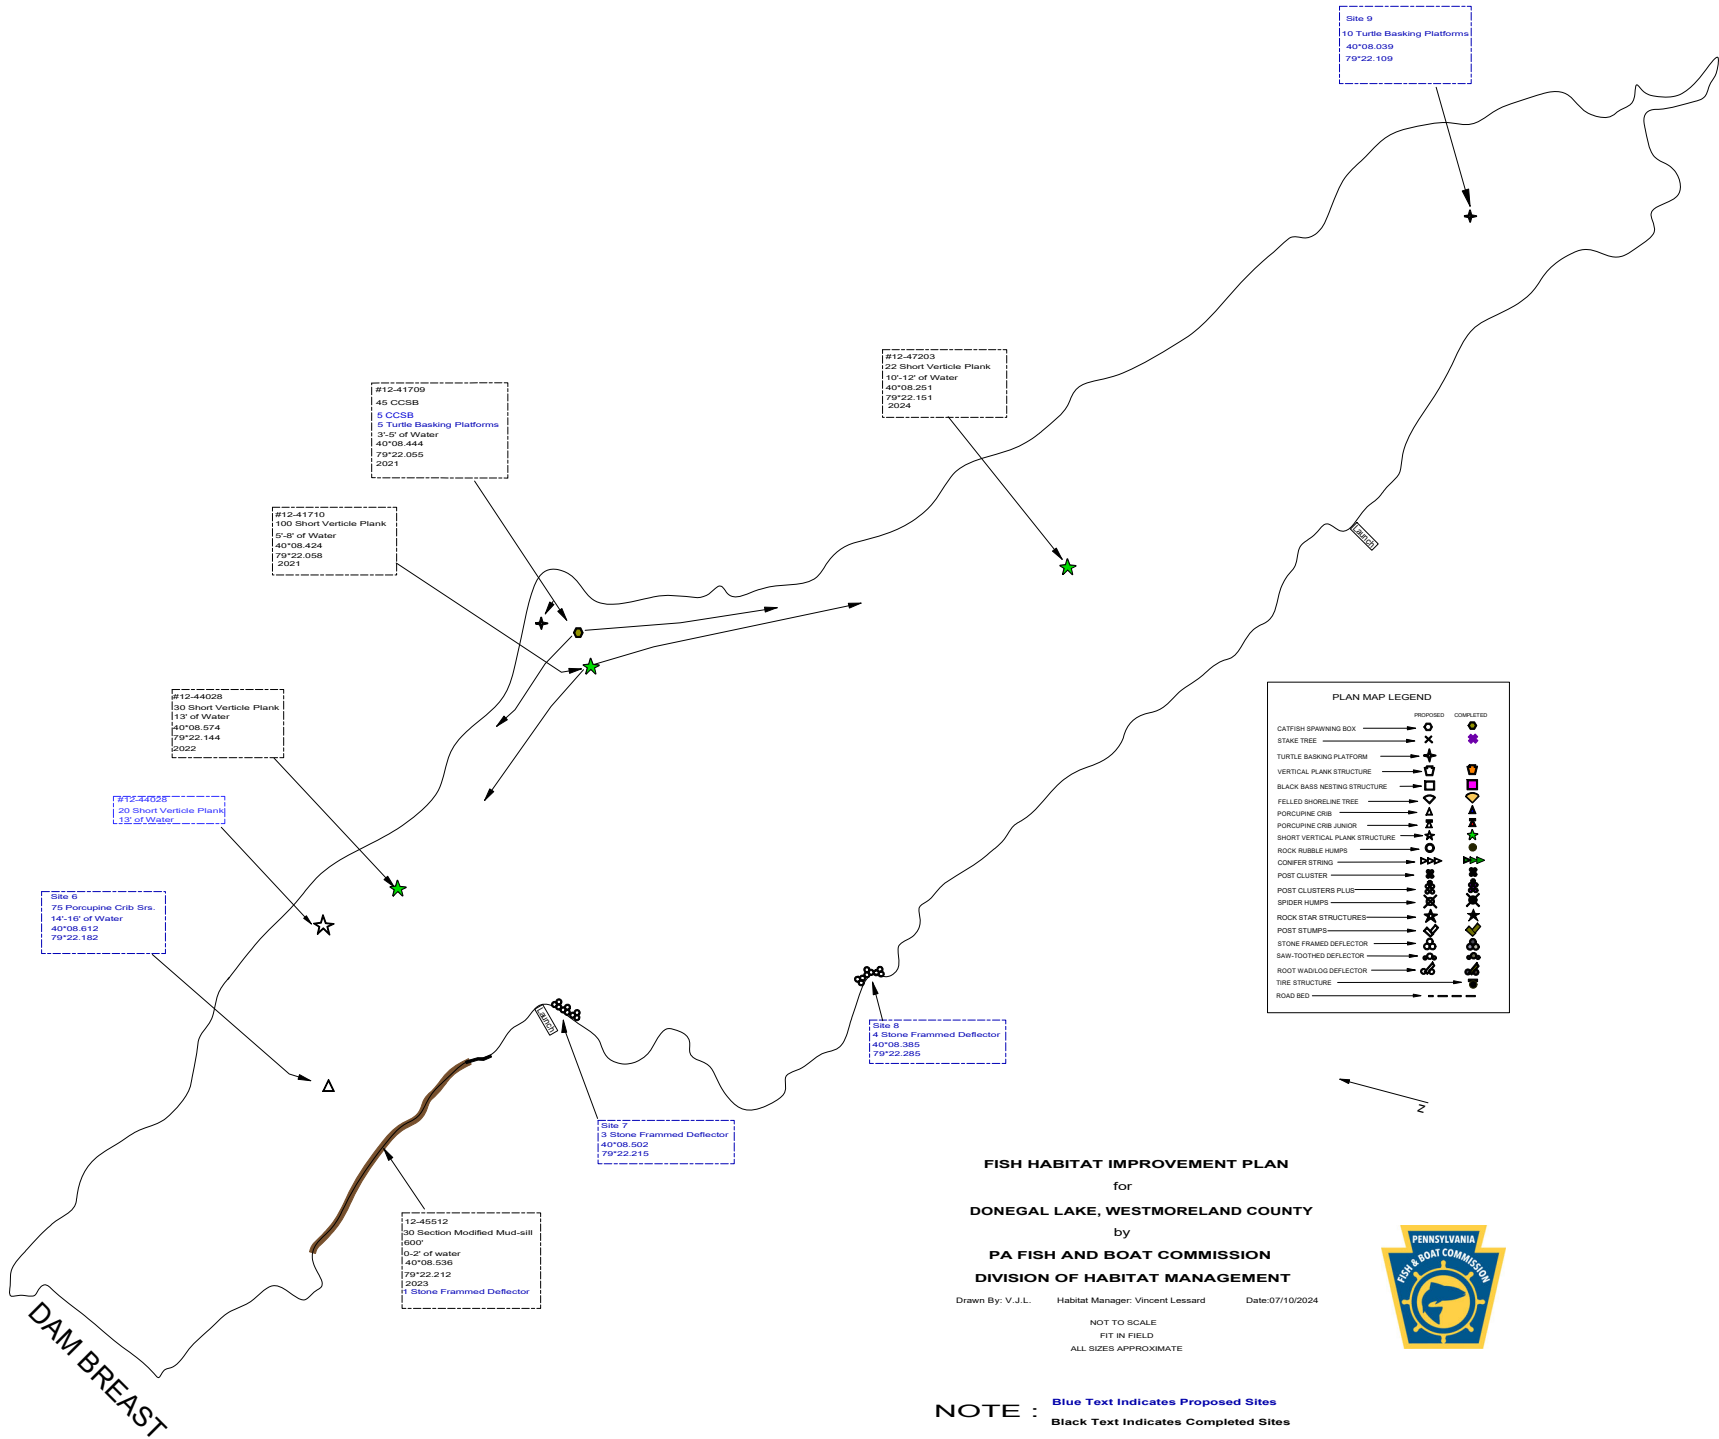 Site 9
10 Turtle Basking Platforms
40°08.039
79°22.109
#12-47203
22 Short Verticle Plank
10'-12' of Water
40°08.251
79°22.151
2024
#12-41709
45 CCSB
5 CCSB
5 Turtle Basking Platforms
3'-5' of Water
40°08.444
79°22.055
2021
#12-41710
100 Short Verticle Plank
5'-8' of Water
40°08.424
79°22.058
2021
Launch
#12-44028
30 Short Verticle Plank
13' of Water
40°08.574
79°22.144
2022
#12-44028
20 Short Verticle Plank
13' of Water
Site 6
75 Porcupine Crib Srs.
14'-16' of Water
40°08.612
79°22.182
PLAN MAP LEGEND
PROPOSED COMPLETED
CATFISH SPAWNING BOX
STAKE TREE
TURTLE BASKING PLATFORM
VERTICAL PLANK STRUCTURE
BLACK BASS NESTING STRUCTURE
FELLED SHORELINE TREE
PORCUPINE CRIB
PORCUPINE CRIB JUNIOR
SHORT VERTICAL PLANK STRUCTURE
ROCK RUBBLE HUMPS
CONIFER STRING
POST CLUSTER
POST CLUSTERS PLUS
SPIDER HUMPS
ROCK STAR STRUCTURES
POST STUMPS
STONE FRAMED DEFLECTOR
SAW-TOOTHED DEFLECTOR
ROOT WAD/LOG DEFLECTOR
TIRE STRUCTURE
ROAD BED
Launch
Site 8
4 Stone Frammed Deflector
40°08.385
79°22.285
Site 7
3 Stone Frammed Deflector
40°08.502
79°22.215
12-45512
30 Section Modified Mud-sill
600'
0-2' of water
40°08.536
79°22.212
2023
1 Stone Frammed Deflector
N
DAM BREAST
FISH HABITAT IMPROVEMENT PLAN
for
DONEGAL LAKE, WESTMORELAND COUNTY
by
PA FISH AND BOAT COMMISSION
DIVISION OF HABITAT MANAGEMENT
Drawn By: V.J.L. Habitat Manager: Vincent Lessard Date:07/10/2024
NOT TO SCALE
FIT IN FIELD
ALL SIZES APPROXIMATE
PENNSYLVANIA
FISH & BOAT COMMISSION
NOTE : Blue Text Indicates Proposed Sites
Black Text Indicates Completed Sites